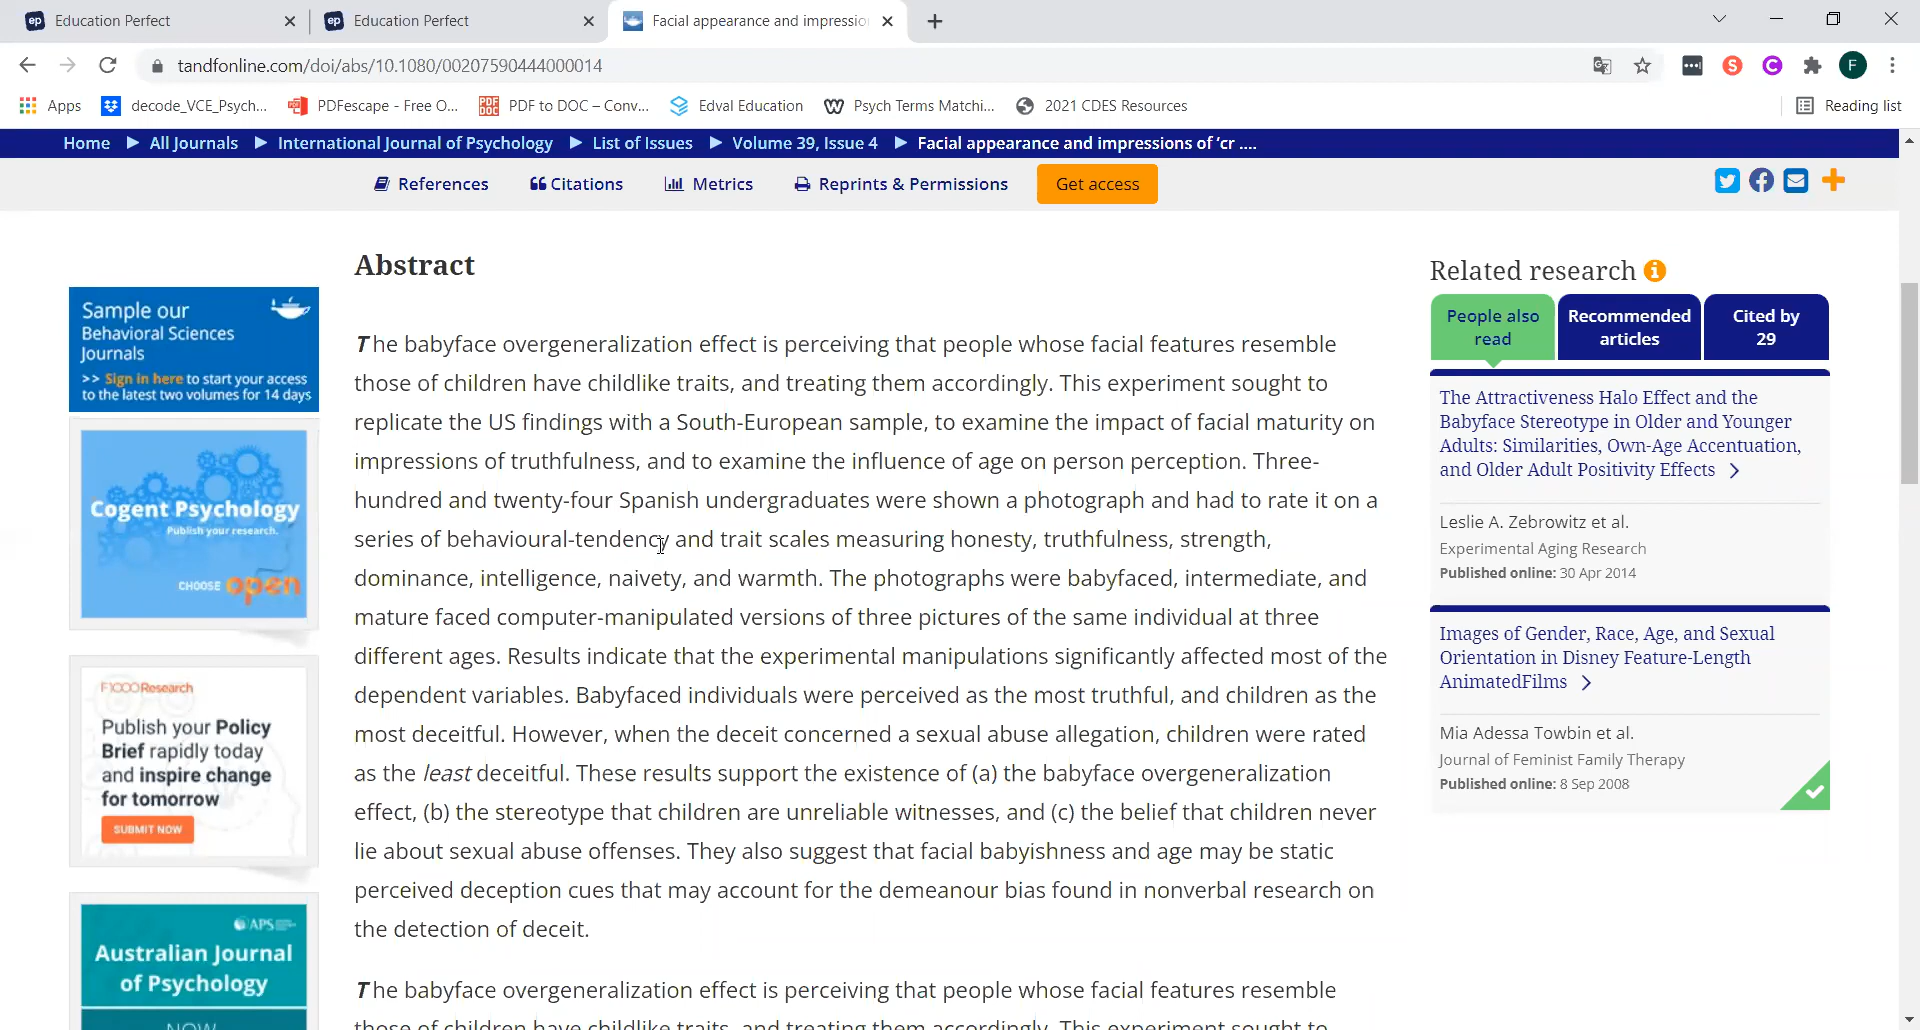 Education Perfect
Education Perfect
Facial appearance and impressio
tandfonline.com/doi/abs/10.1080/00207590444000014
Apps
decode_VCE_Psych...
PDFescape - Free O...
PDF to DOC – Conv...
Edval Education
Psych Terms Matchi...
2021 CDES Resources
Reading list
Home
All Journals
International Journal of Psychology
List of Issues
Volume 39, Issue 4
Facial appearance and impressions of ‘cr ....
References
Citations
Metrics
Reprints & Permissions
Get access
Sample our
Behavioral Sciences
Journals
>> Sign in here to start your access
to the latest two volumes for 14 days
Cogent Psychology
Publish your research.
CHOOSE open
F1000Research
Publish your Policy
Brief rapidly today
and inspire change
for tomorrow
SUBMIT NOW
APS
Australian Journal
of Psychology
NOW
Abstract
The babyface overgeneralization effect is perceiving that people whose facial features resemble
those of children have childlike traits, and treating them accordingly. This experiment sought to
replicate the US findings with a South-European sample, to examine the impact of facial maturity on
impressions of truthfulness, and to examine the influence of age on person perception. Three-
hundred and twenty-four Spanish undergraduates were shown a photograph and had to rate it on a
series of behavioural-tendency and trait scales measuring honesty, truthfulness, strength,
dominance, intelligence, naivety, and warmth. The photographs were babyfaced, intermediate, and
mature faced computer-manipulated versions of three pictures of the same individual at three
different ages. Results indicate that the experimental manipulations significantly affected most of the
dependent variables. Babyfaced individuals were perceived as the most truthful, and children as the
most deceitful. However, when the deceit concerned a sexual abuse allegation, children were rated
as the least deceitful. These results support the existence of (a) the babyface overgeneralization
effect, (b) the stereotype that children are unreliable witnesses, and (c) the belief that children never
lie about sexual abuse offenses. They also suggest that facial babyishness and age may be static
perceived deception cues that may account for the demeanour bias found in nonverbal research on
the detection of deceit.
The babyface overgeneralization effect is perceiving that people whose facial features resemble
those of children have childlike traits, and treating them accordingly. This experiment sought to
Related research
People also
read
Recommended
articles
Cited by
29
The Attractiveness Halo Effect and the
Babyface Stereotype in Older and Younger
Adults: Similarities, Own-Age Accentuation,
and Older Adult Positivity Effects
Leslie A. Zebrowitz et al.
Experimental Aging Research
Published online: 30 Apr 2014
Images of Gender, Race, Age, and Sexual
Orientation in Disney Feature-Length
AnimatedFilms
Mia Adessa Towbin et al.
Journal of Feminist Family Therapy
Published online: 8 Sep 2008